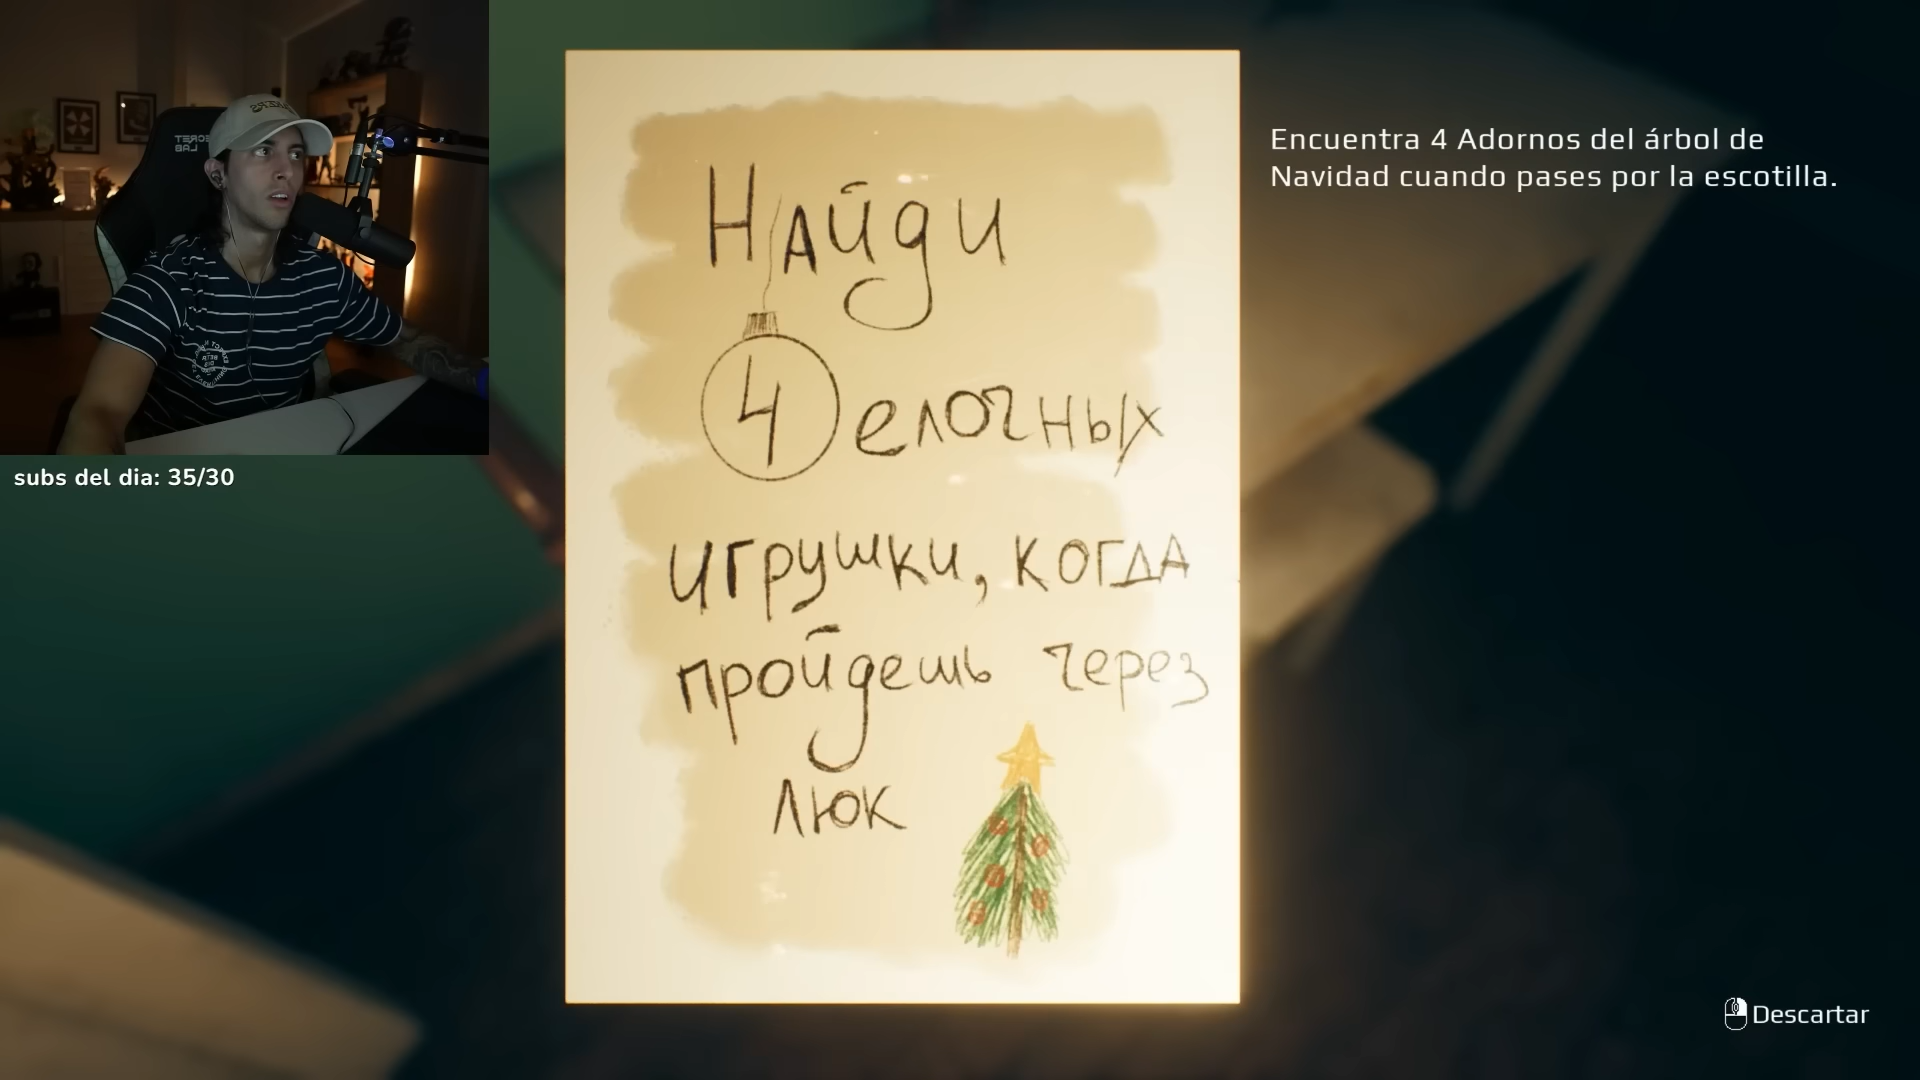 Найди
4 елочных
игрушки, когда
пройдешь через
люк
Encuentra 4 Adornos del árbol de
Navidad cuando pases por la escotilla.
subs del dia: 35/30
Descartar